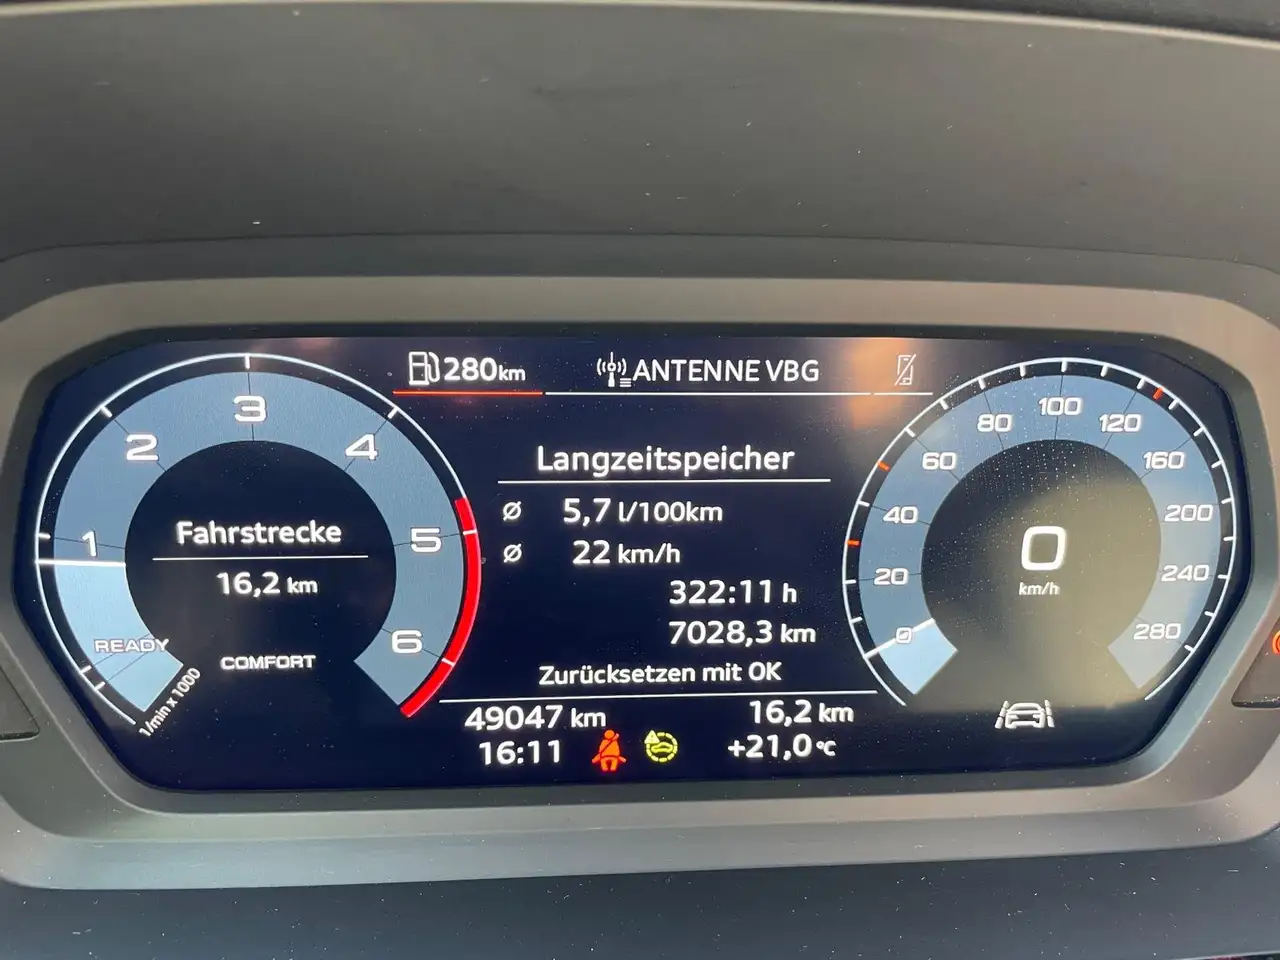 280 km
ANTENNE VBG
1
2
3
4
5
6
Fahrstrecke
16,2 km
READY
COMFORT
1/min x 1000
Langzeitspeicher
ø 5,7 l/100km
ø 22 km/h
322:11 h
7028,3 km
Zurücksetzen mit OK
49047 km
16,2 km
16:11
+21,0 °C
0
20
40
60
80
100
120
160
200
240
280
0
km/h